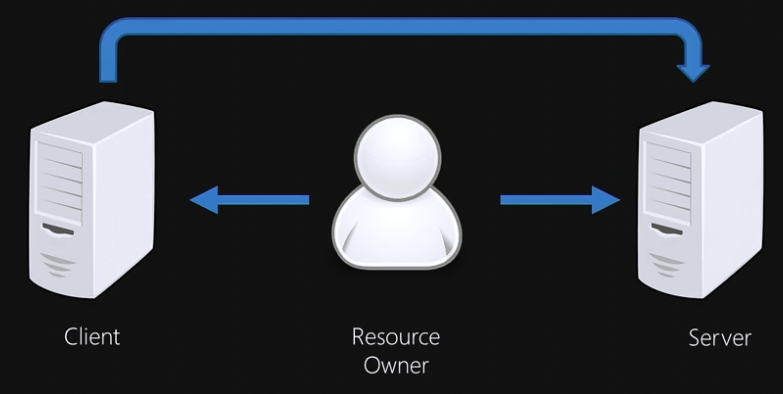 Client
Resource
Owner
Server